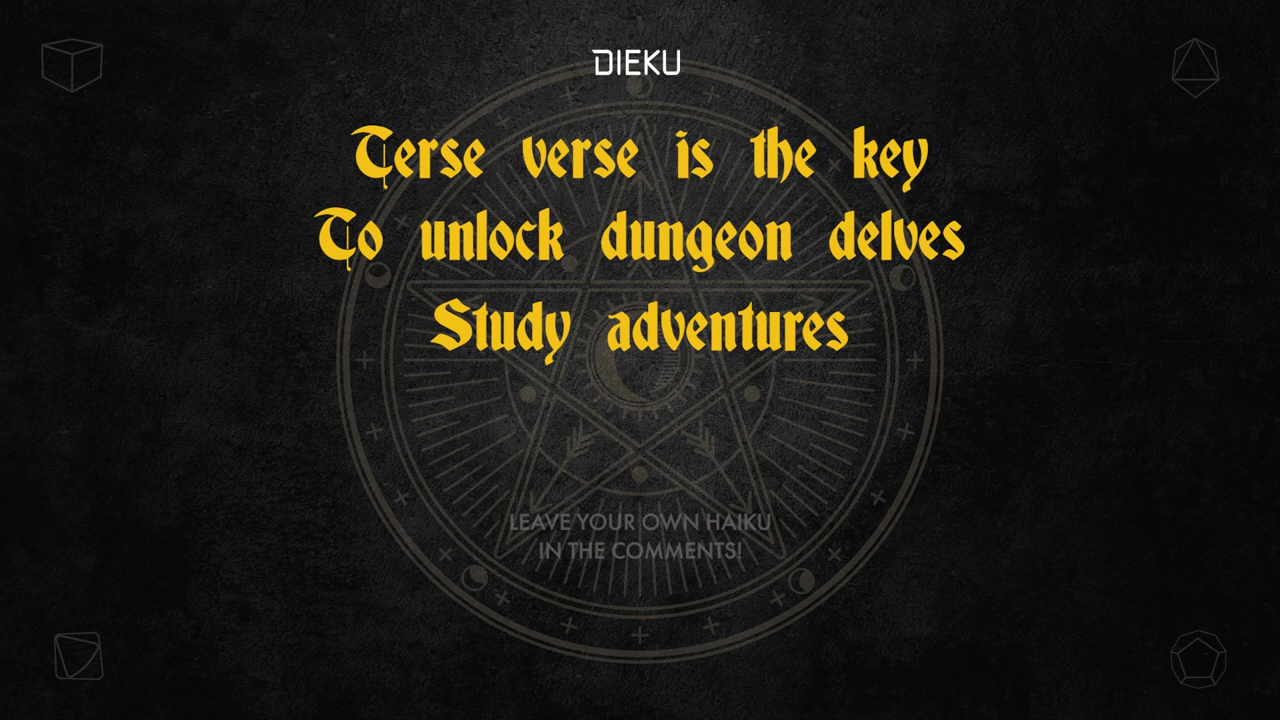 DIEKU
Terse verse is the key
To unlock dungeon delves
Study adventures
LEAVE YOUR OWN HAIKU
IN THE COMMENTS!